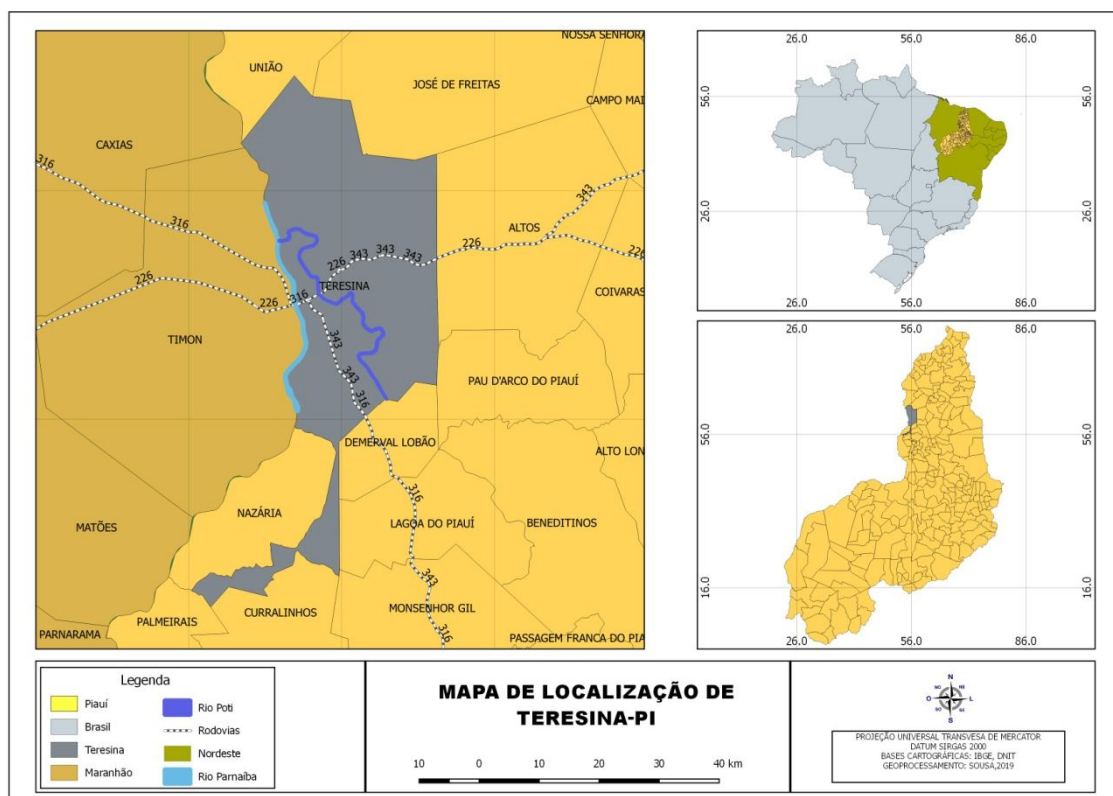 NOSSA SENHORA
UNIÃO
JOSÉ DE FREITAS
CAMPO MAI
CAXIAS
316
343
316
ALTOS
226
343
343
343
226
226
226
TERESINA
COIVARAS
226
316
TIMON
343
PAU D'ARCO DO PIAUÍ
343
316
DEMERVAL LOBÃO
ALTO LON
316
NAZÁRIA
LAGOA DO PIAUÍ
BENEDITINOS
MATÕES
343
CURRALINHOS
MONSENHOR GIL
PALMEIRAIS
316
PARNARAMA
PASSAGEM FRANCA DO PIA
26.0 56.0 86.0
56.0 56.0
26.0 26.0
26.0 56.0 86.0
26.0 56.0 86.0
56.0 56.0
16.0 16.0
26.0 56.0 86.0
Legenda
Piauí
Brasil
Teresina
Maranhão
Rio Poti
Rodovias
Nordeste
Rio Parnaíba
MAPA DE LOCALIZAÇÃO DE
TERESINA-PI
10 0 10 20 30 40 km
N
NO NE
O L
SO SE
S
PROJEÇÃO UNIVERSAL TRANSVESA DE MERCATOR
DATUM SIRGAS 2000
BASES CARTOGRÁFICAS: IBGE, DNIT
GEOPROCESSAMENTO: SOUSA,2019